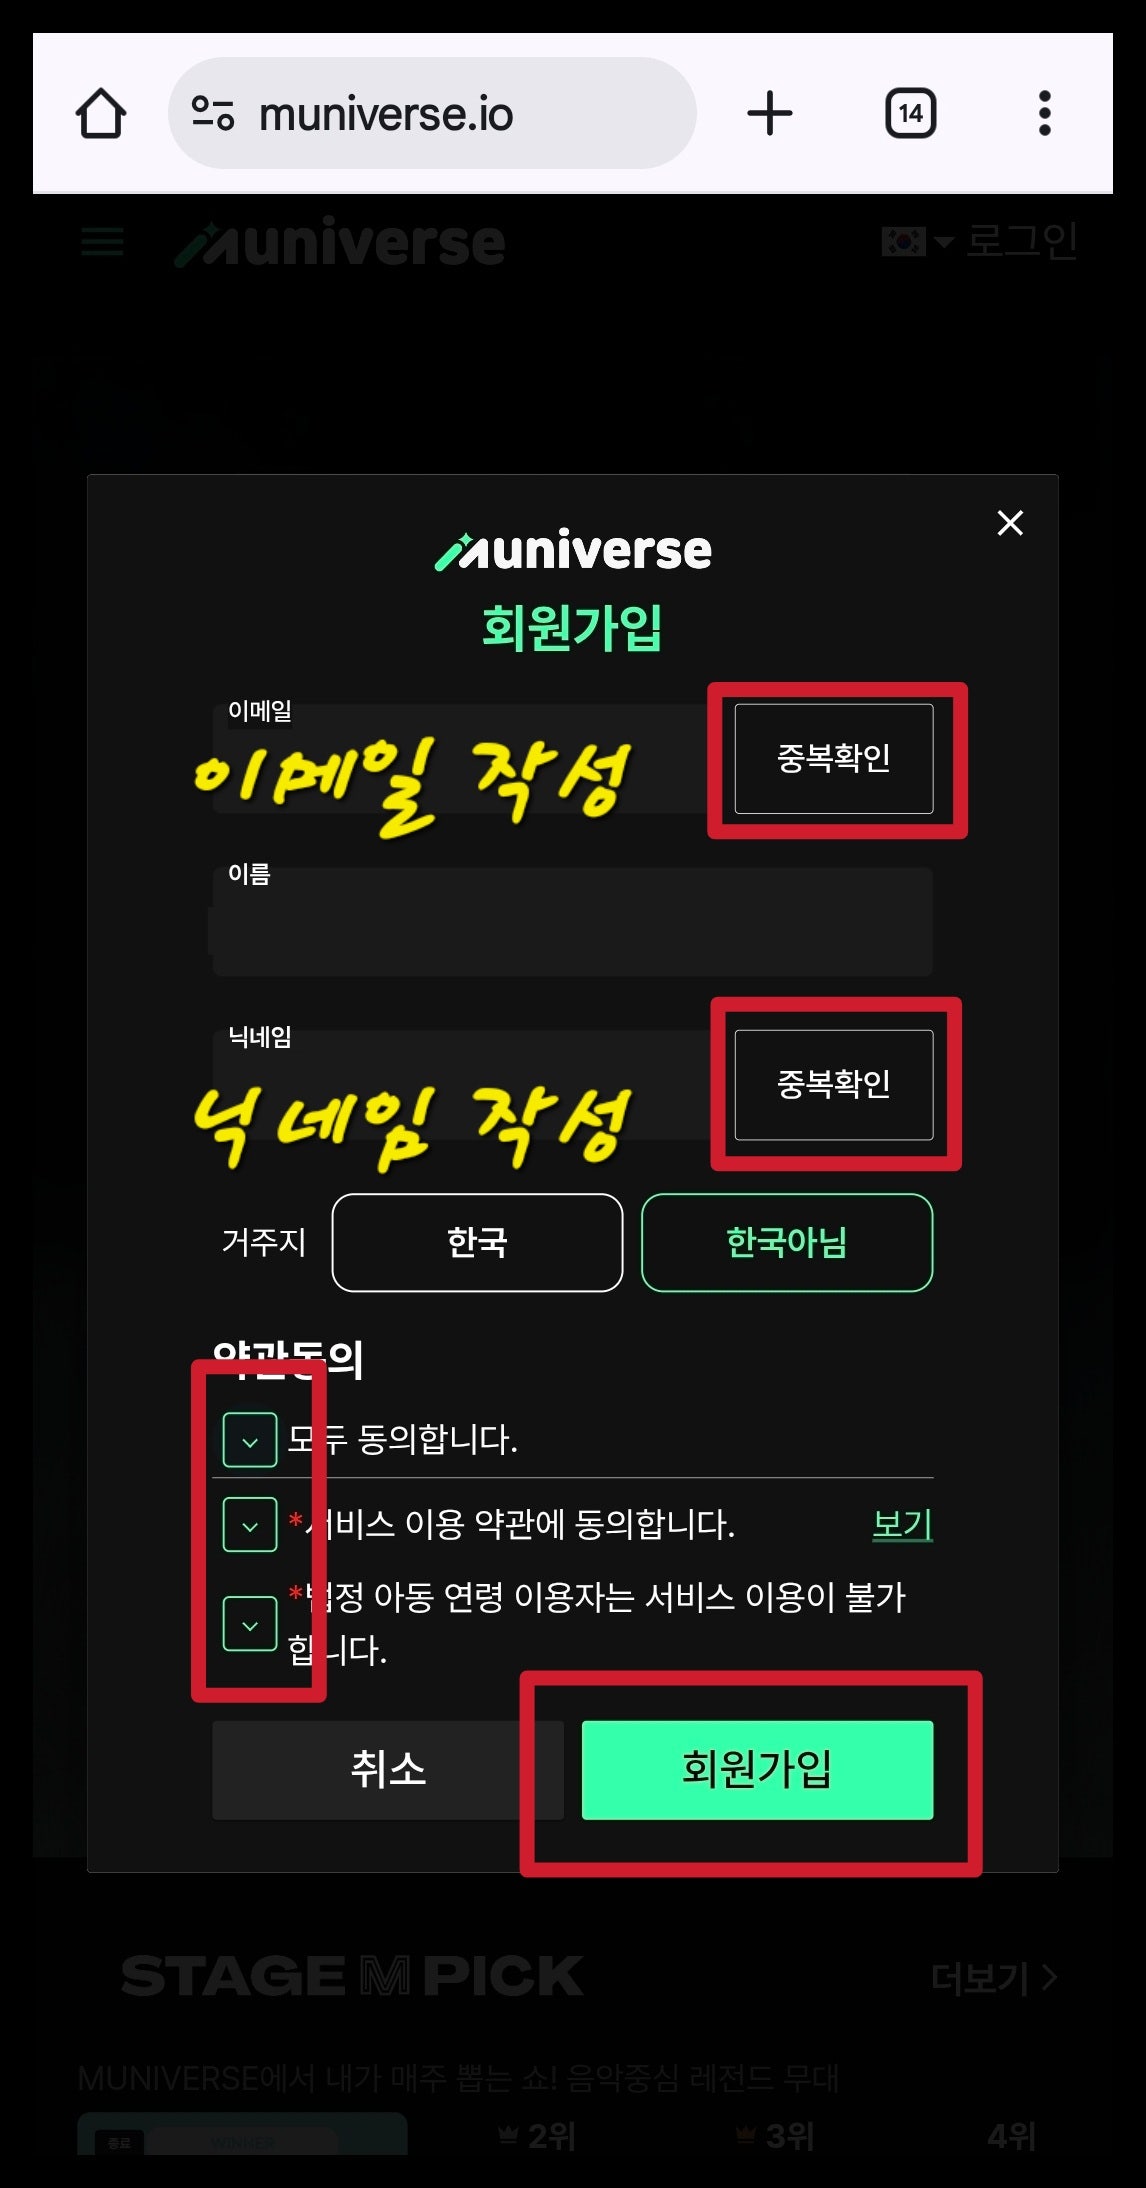 muniverse.io
14
Muniverse
로그인
Muniverse
회원가입
이메일
이메일 작성
중복확인
이름
닉네임
닉네임 작성
중복확인
거주지
한국
한국아님
약관동의
모두 동의합니다.
*서비스 이용 약관에 동의합니다.
보기
*법정 아동 연령 이용자는 서비스 이용이 불가
합니다.
취소
회원가입
STAGE M PICK
더보기
MUNIVERSE에서 내가 매주 뽑는 쇼! 음악중심 레전드 무대
종료
WINNER
2위
3위
4위